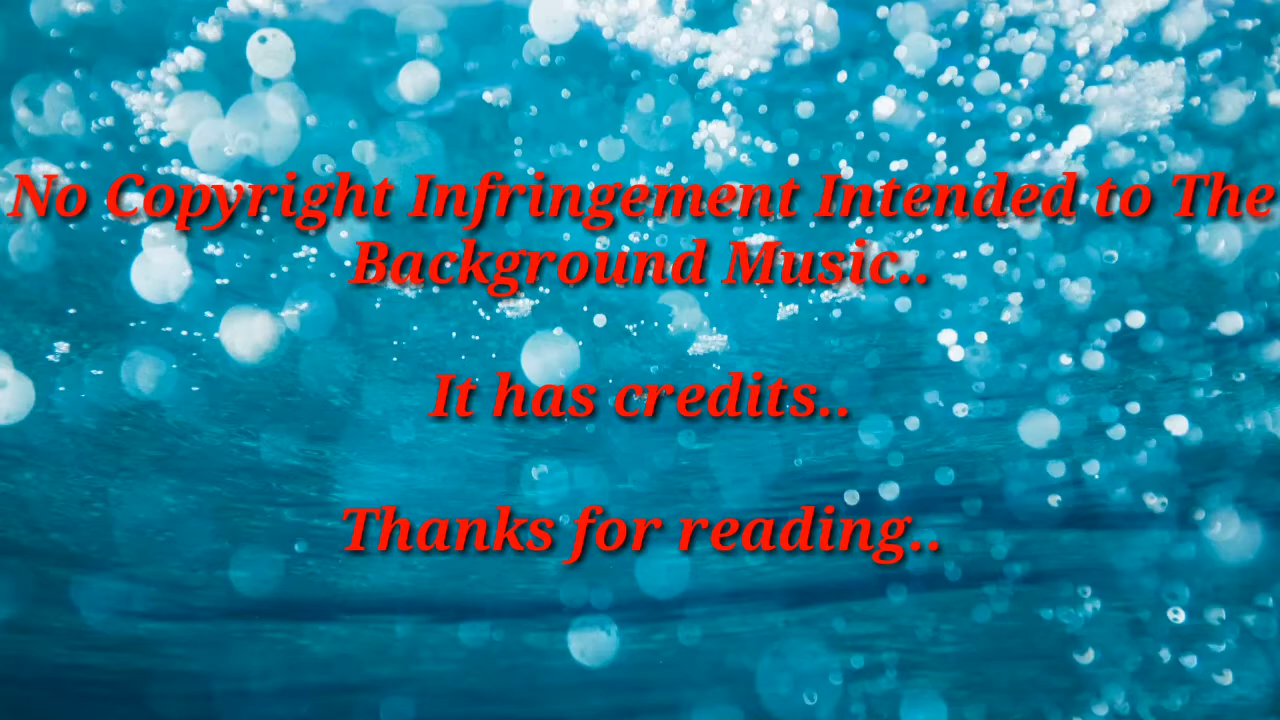 No Copyright Infringement Intended to The
Background Music..
It has credits..
Thanks for reading..